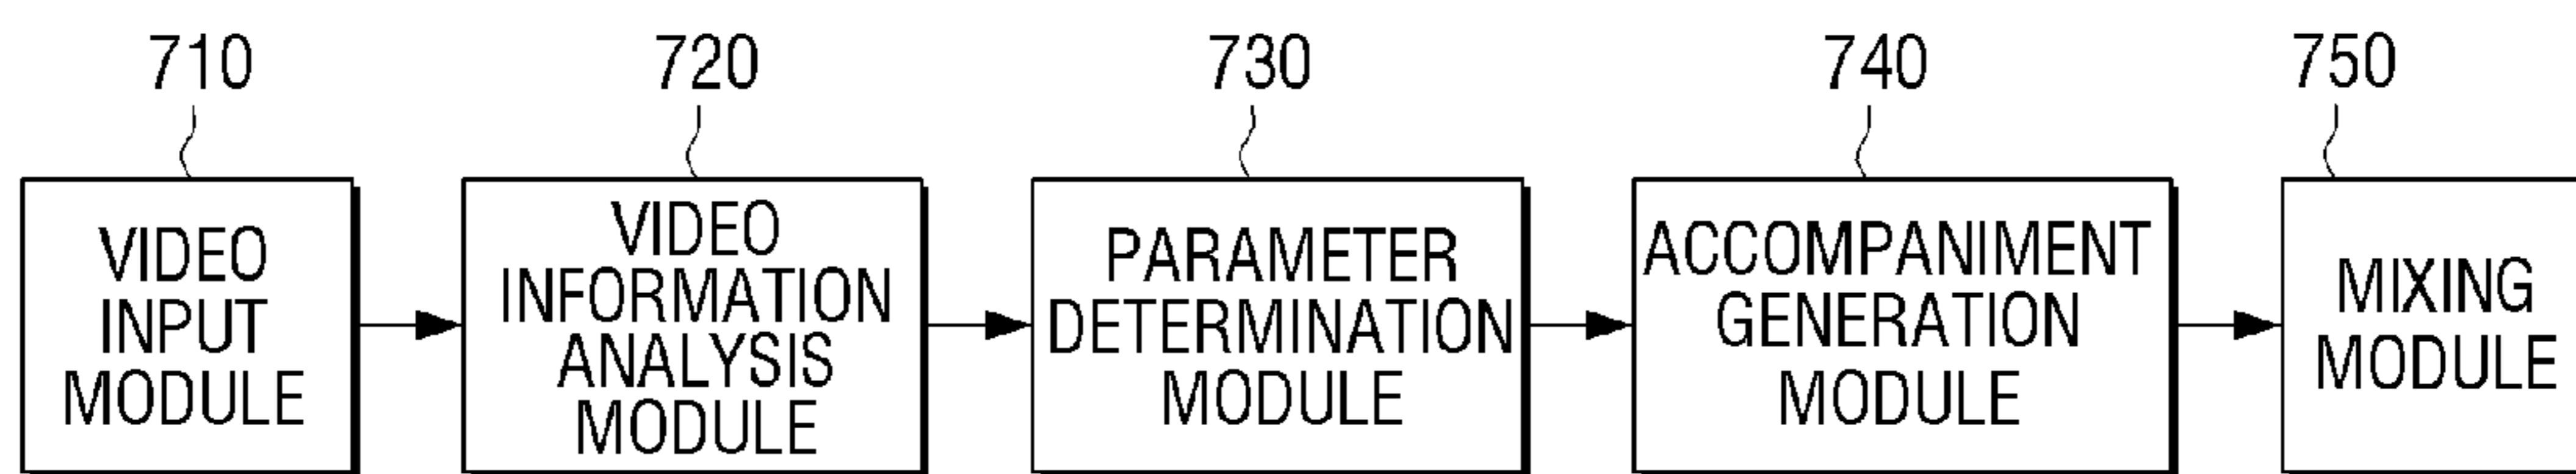 710
720
730
740
750
VIDEO
INPUT
MODULE
VIDEO
INFORMATION
ANALYSIS
MODULE
PARAMETER
DETERMINATION
MODULE
ACCOMPANIMENT
GENERATION
MODULE
MIXING
MODULE